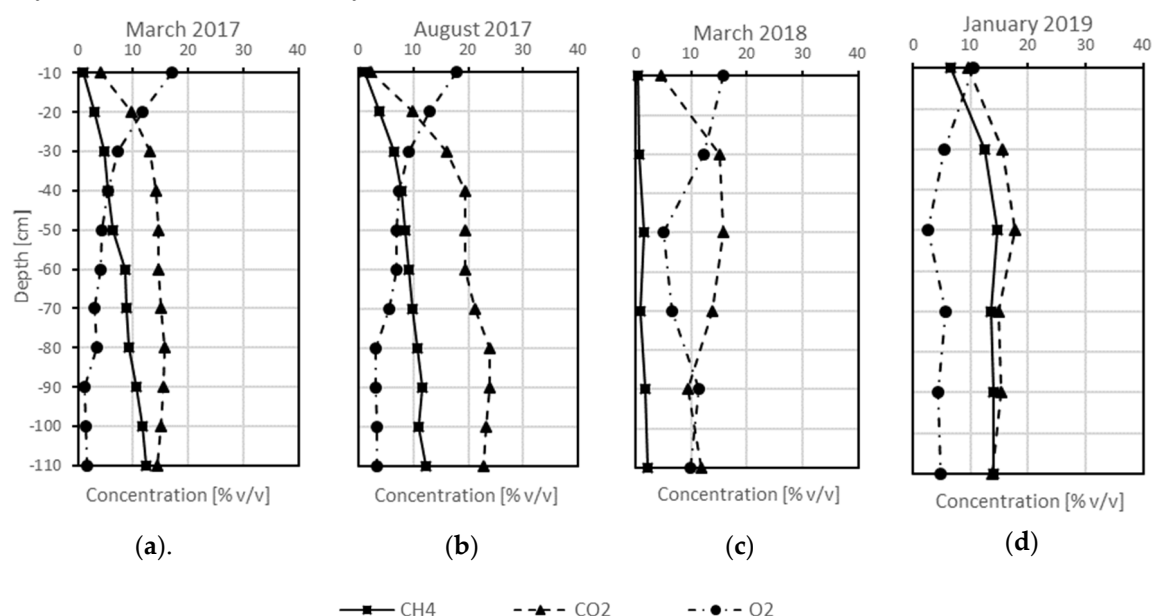 March 2017
0 10 20 30 40
August 2017
0 10 20 30 40
March 2018
0 10 20 30 40
January 2019
0 10 20 30 40
Depth [cm]
-10
-20
-30
-40
-50
-60
-70
-80
-90
-100
-110
Concentration [% v/v]
Concentration [% v/v]
Concentration [% v/v]
Concentration [% v/v]
(a).
(b)
(c)
(d)
CH4 CO2 O2